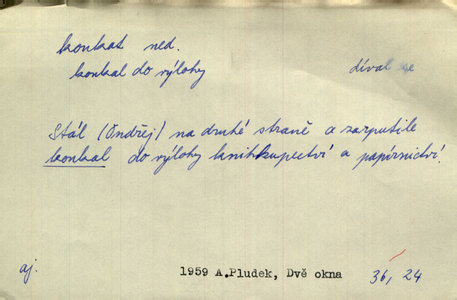 koukat ned.
koukal do výlohy díval se
Stál (Ondřej) na druhé straně a zarputile
koukal do výlohy knihkupectví a papírnictví.
aj. 1959 A.Pludek, Dvě okna 36, 24